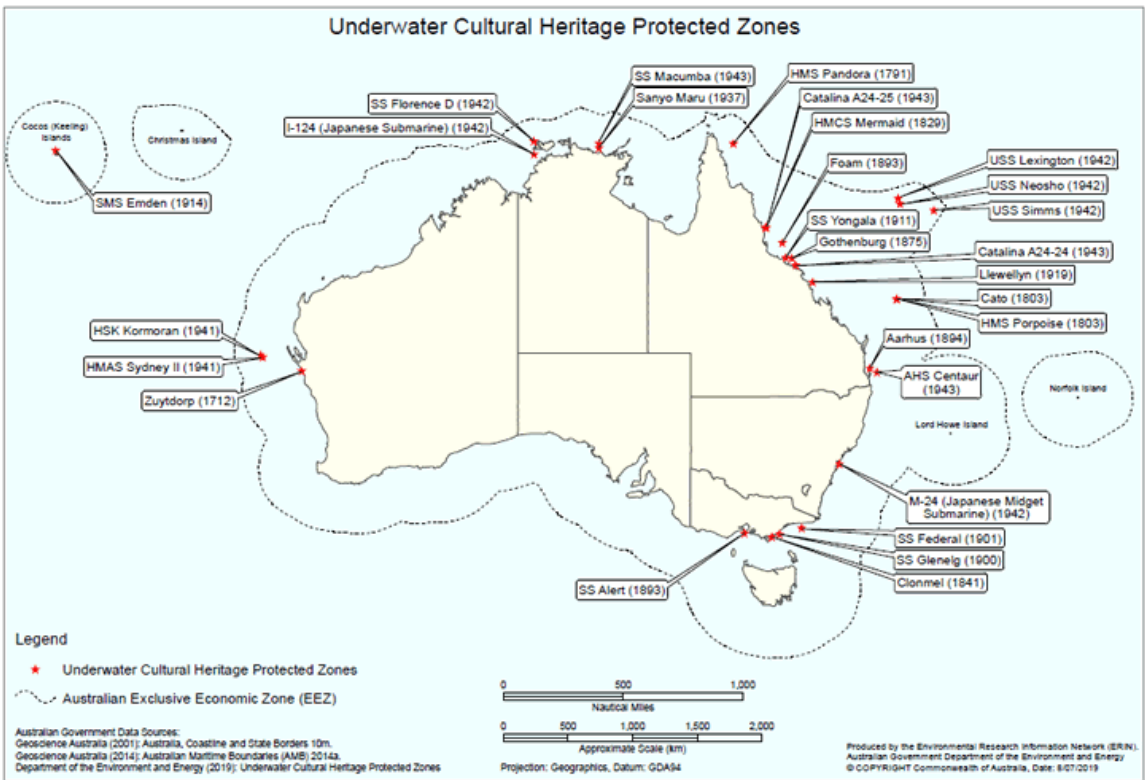 Underwater Cultural Heritage Protected Zones
SS Macumba (1943)
HMS Pandora (1791)
SS Florence D (1942)
Sanyo Maru (1937)
Catalina A24-25 (1943)
I-124 (Japanese Submarine) (1942)
HMCS Mermaid (1829)
Cocos (Keeling)
Islands
Christmas Island
Foam (1893)
USS Lexington (1942)
USS Neosho (1942)
SMS Emden (1914)
USS Simms (1942)
SS Yongala (1911)
Gothenburg (1875)
Catalina A24-24 (1943)
Llewellyn (1919)
Cato (1803)
HMS Porpoise (1803)
HSK Kormoran (1941)
Aarhus (1894)
HMAS Sydney II (1941)
AHS Centaur
(1943)
Norfolk Island
Zuytdorp (1712)
Lord Howe Island
M-24 (Japanese Midget
Submarine) (1942)
SS Federal (1901)
SS Glenelg (1900)
SS Alert (1893)
Clonmel (1841)
Legend
Underwater Cultural Heritage Protected Zones
Australian Exclusive Economic Zone (EEZ)
0 500 1,000
Nautical Miles
0 500 1,000 1,500 2,000
Approximate Scale (km)
Australian Government Data Sources:
Geoscience Australia (2001): Australia, Coastline and State Borders 10m.
Geoscience Australia (2014): Australian Maritime Boundaries (AMB) 2014a.
Department of the Environment and Energy (2019): Underwater Cultural Heritage Protected Zones
Projection: Geographics, Datum: GDA94
Produced by the Environmental Research Information Network (ERIN).
Australian Government Department of the Environment and Energy
© COPYRIGHT Commonwealth of Australia, Date: 8/07/2019